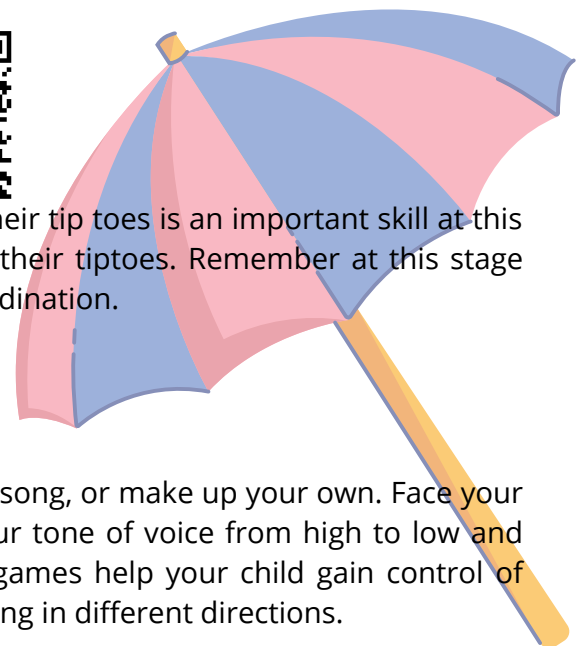 heir tip toes is an important skill at this
their tiptoes. Remember at this stage
dination.
song, or make up your own. Face your
ur tone of voice from high to low and
games help your child gain control of
ng in different directions.